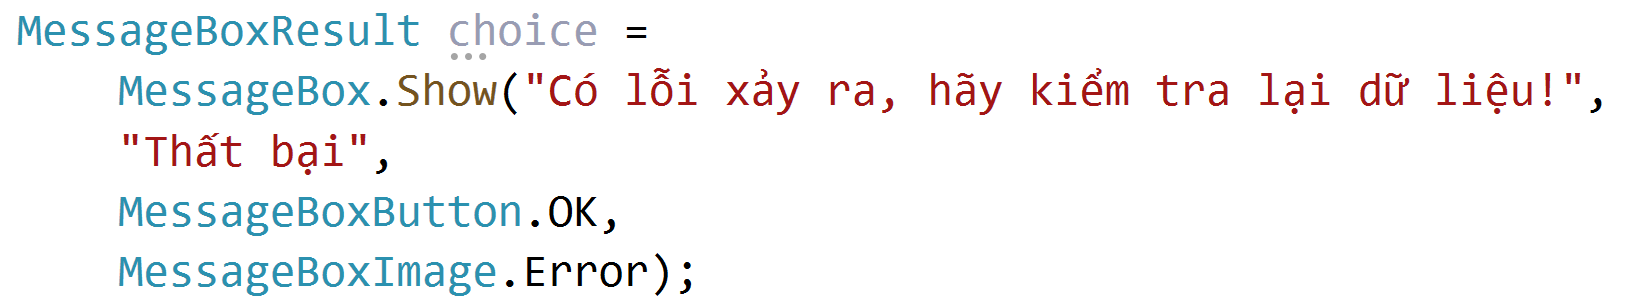 MessageBoxResult choice =
MessageBox.Show("Có lỗi xảy ra, hãy kiểm tra lại dữ liệu!",
"Thất bại",
MessageBoxButton.OK,
MessageBoxImage.Error);